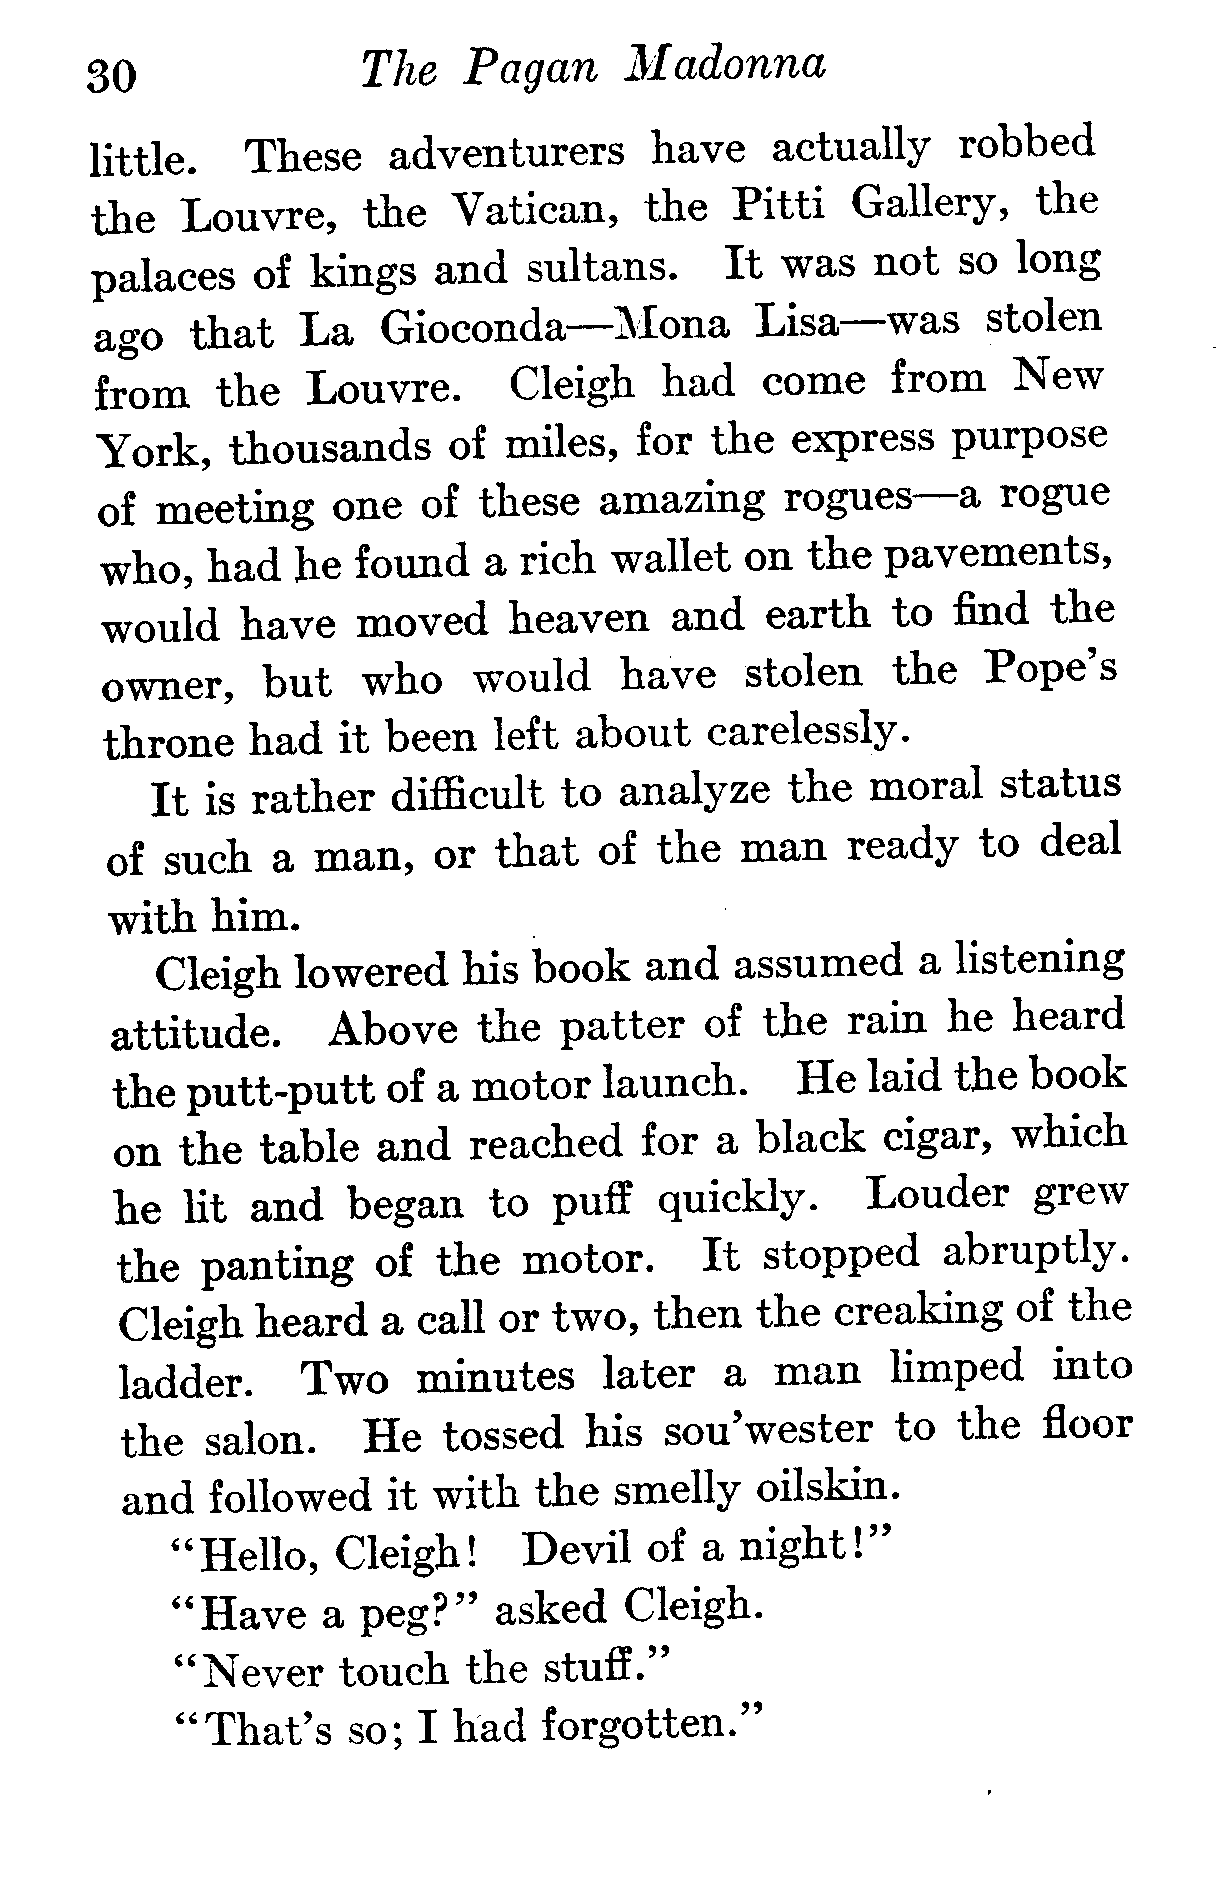 30 The Pagan Madonna
little. These adventurers have actually robbed
the Louvre, the Vatican, the Pitti Gallery, the
palaces of kings and sultans. It was not so long
ago that La Gioconda—Mona Lisa—was stolen
from the Louvre. Cleigh had come from New
York, thousands of miles, for the express purpose
of meeting one of these amazing rogues—a rogue
who, had he found a rich wallet on the pavements,
would have moved heaven and earth to find the
owner, but who would have stolen the Pope's
throne had it been left about carelessly.
It is rather difficult to analyze the moral status
of such a man, or that of the man ready to deal
with him.
Cleigh lowered his book and assumed a listening
attitude. Above the patter of the rain he heard
the putt-putt of a motor launch. He laid the book
on the table and reached for a black cigar, which
he lit and began to puff quickly. Louder grew
the panting of the motor. It stopped abruptly.
Cleigh heard a call or two, then the creaking of the
ladder. Two minutes later a man limped into
the salon. He tossed his sou'wester to the floor
and followed it with the smelly oilskin.
"Hello, Cleigh! Devil of a night!"
"Have a peg?" asked Cleigh.
"Never touch the stuff."
"That's so; I had forgotten."